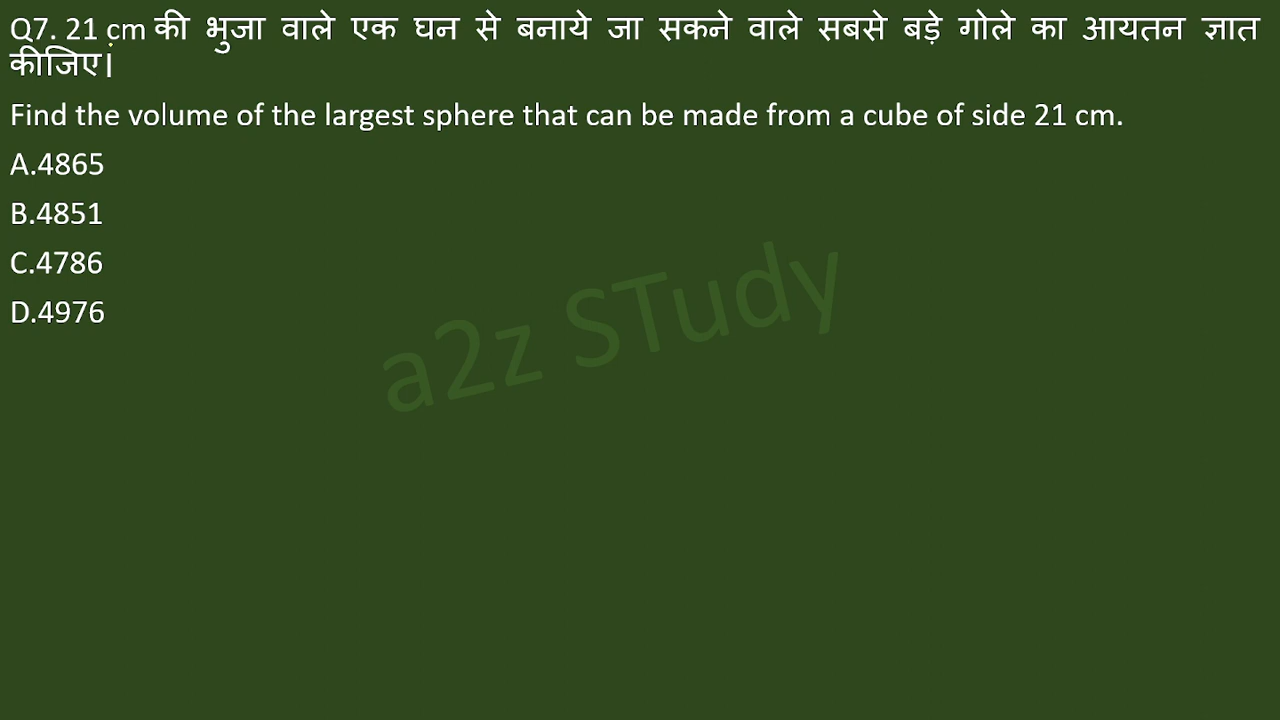 Q7. 21 cm की भुजा वाले एक घन से बनाये जा सकने वाले सबसे बड़े गोले का आयतन ज्ञात
कीजिए।
Find the volume of the largest sphere that can be made from a cube of side 21 cm.
A.4865
B.4851
C.4786
D.4976
a2z STudy